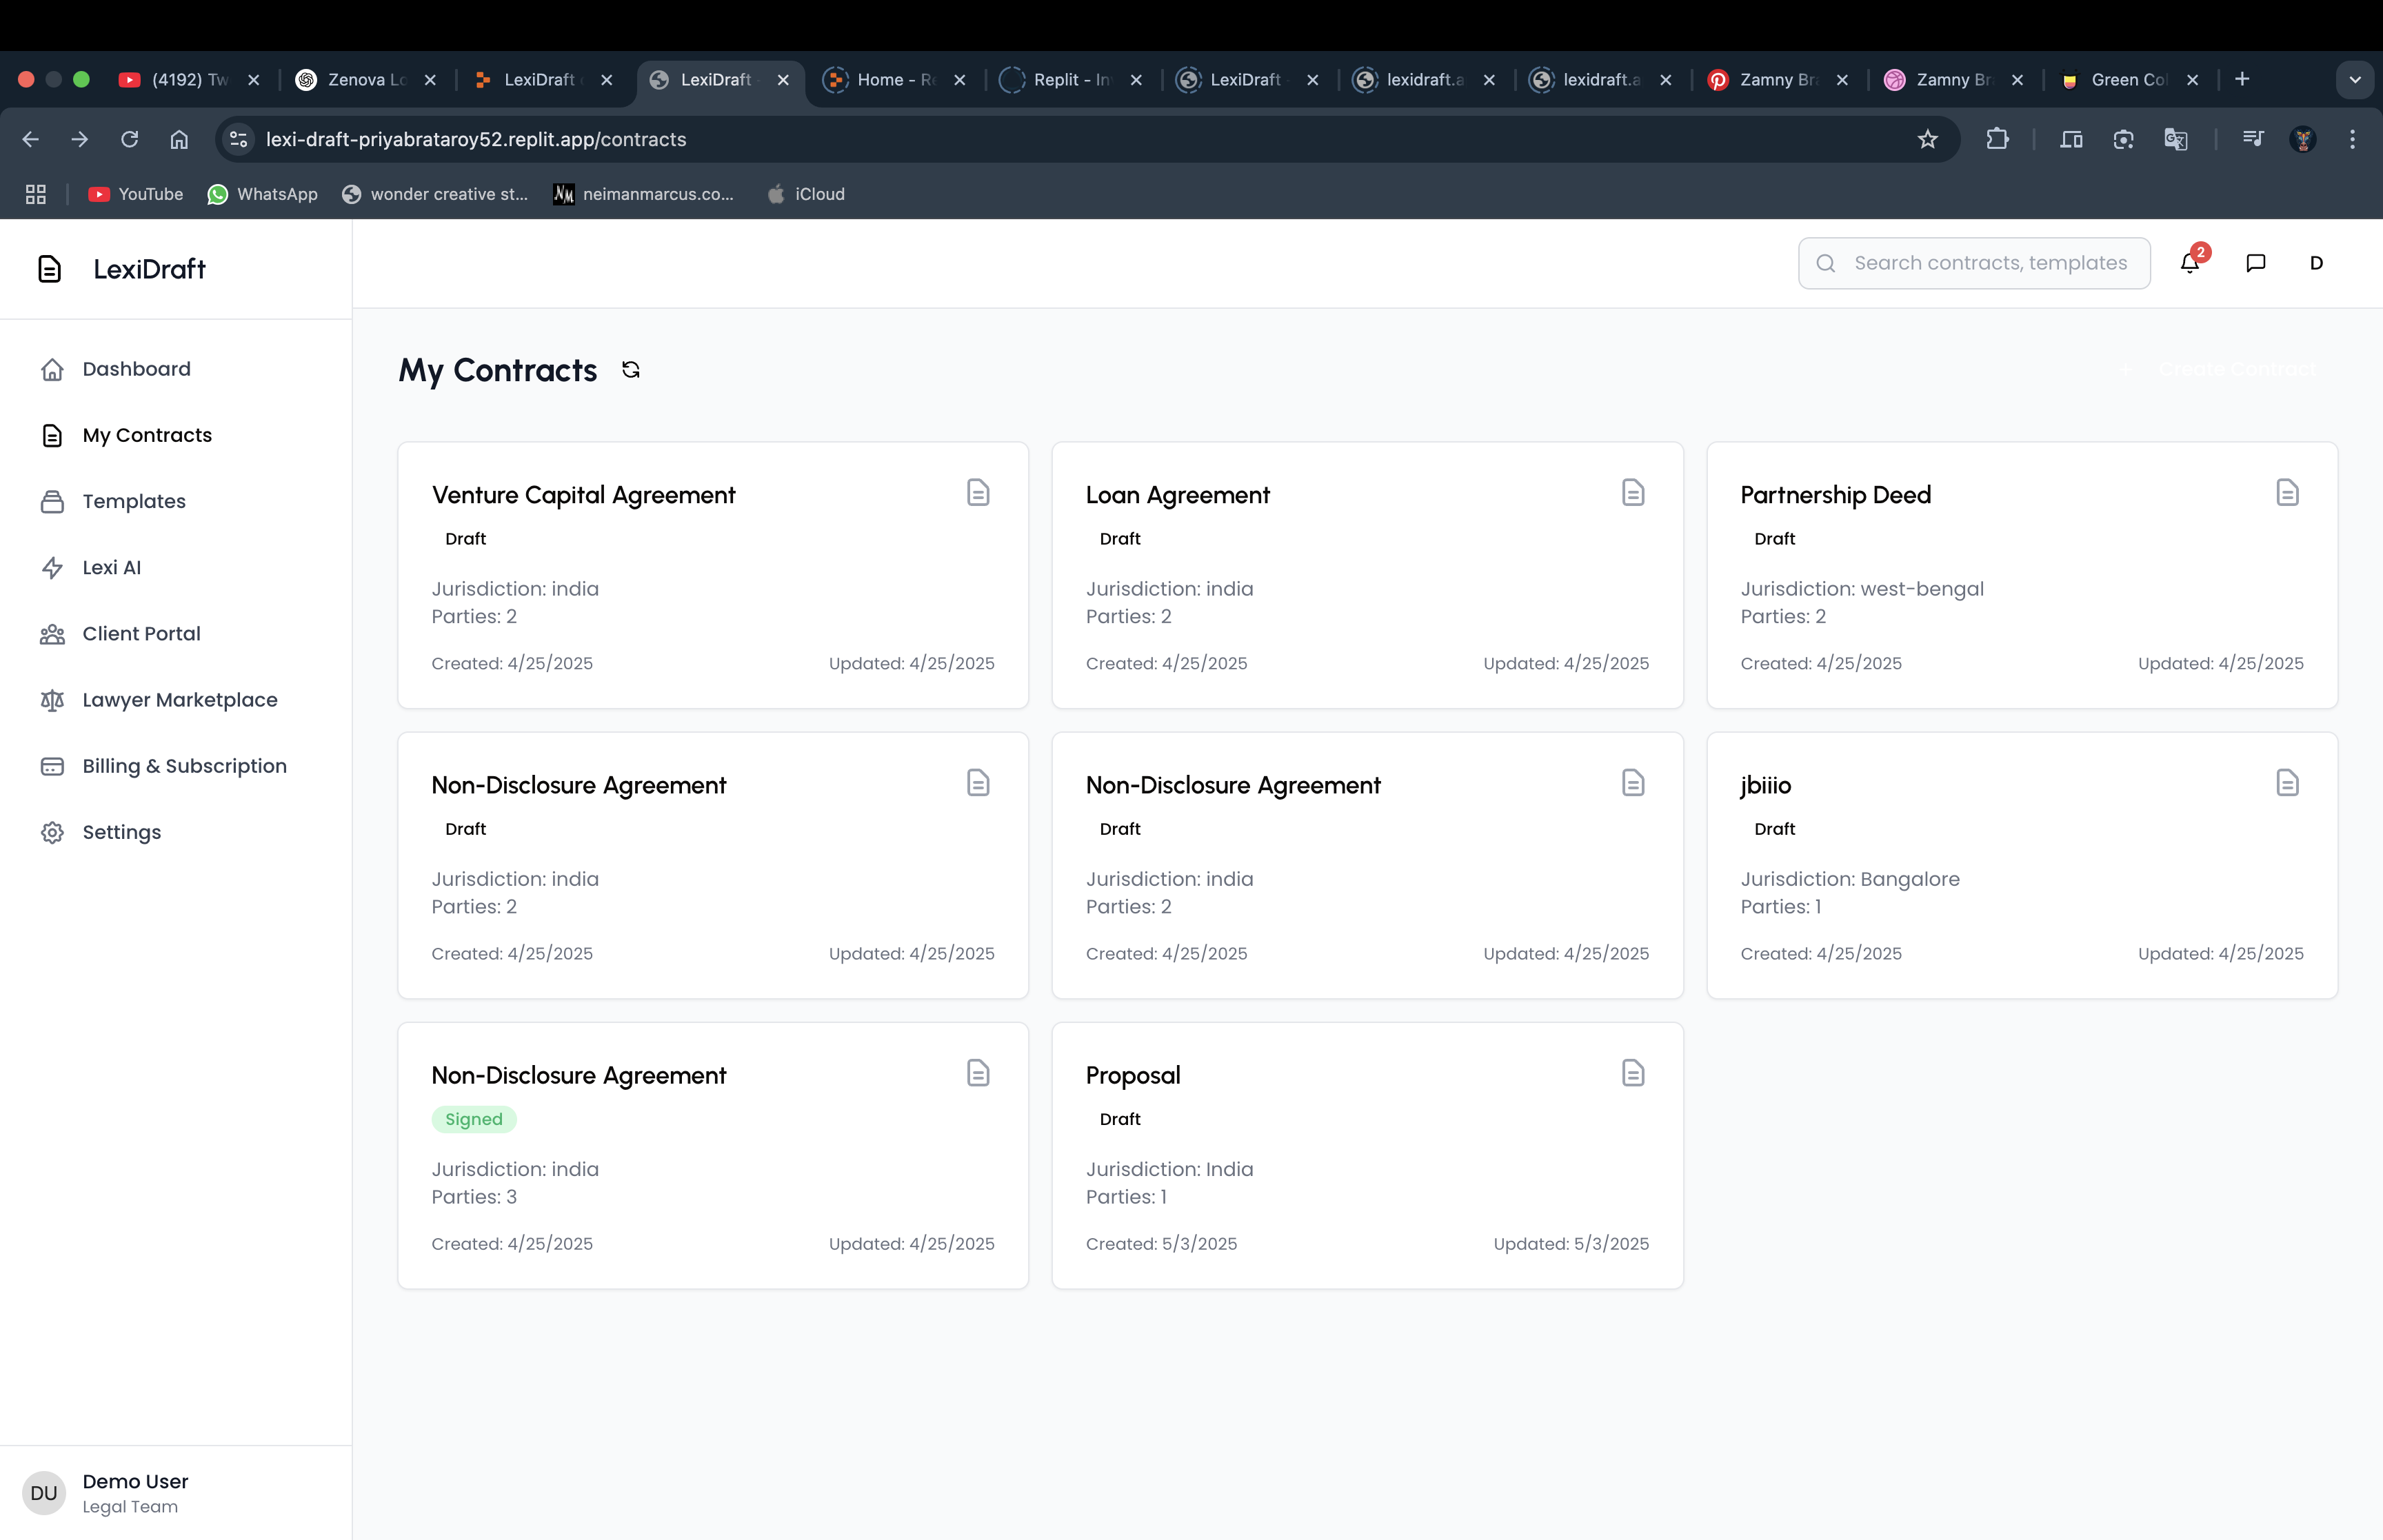 (4192) Tw
Zenova Lo
LexiDraft
LexiDraft
Home - Re
Replit - In
LexiDraft
lexidraft.a
lexidraft.a
Zamny Bra
Zamny Br
Green Col
lexi-draft-priyabrataroy52.replit.app/contracts
YouTube
WhatsApp
wonder creative st...
neimanmarcus.co...
iCloud
LexiDraft
Search contracts, templates
2
D
Dashboard
My Contracts
Templates
Lexi AI
Client Portal
Lawyer Marketplace
Billing & Subscription
Settings
DU
Demo User
Legal Team
My Contracts
+ Create Contract
Venture Capital Agreement
Draft
Jurisdiction: india
Parties: 2
Created: 4/25/2025
Updated: 4/25/2025
Loan Agreement
Draft
Jurisdiction: india
Parties: 2
Created: 4/25/2025
Updated: 4/25/2025
Partnership Deed
Draft
Jurisdiction: west-bengal
Parties: 2
Created: 4/25/2025
Updated: 4/25/2025
Non-Disclosure Agreement
Draft
Jurisdiction: india
Parties: 2
Created: 4/25/2025
Updated: 4/25/2025
Non-Disclosure Agreement
Draft
Jurisdiction: india
Parties: 2
Created: 4/25/2025
Updated: 4/25/2025
jbiiio
Draft
Jurisdiction: Bangalore
Parties: 1
Created: 4/25/2025
Updated: 4/25/2025
Non-Disclosure Agreement
Signed
Jurisdiction: india
Parties: 3
Created: 4/25/2025
Updated: 4/25/2025
Proposal
Draft
Jurisdiction: India
Parties: 1
Created: 5/3/2025
Updated: 5/3/2025